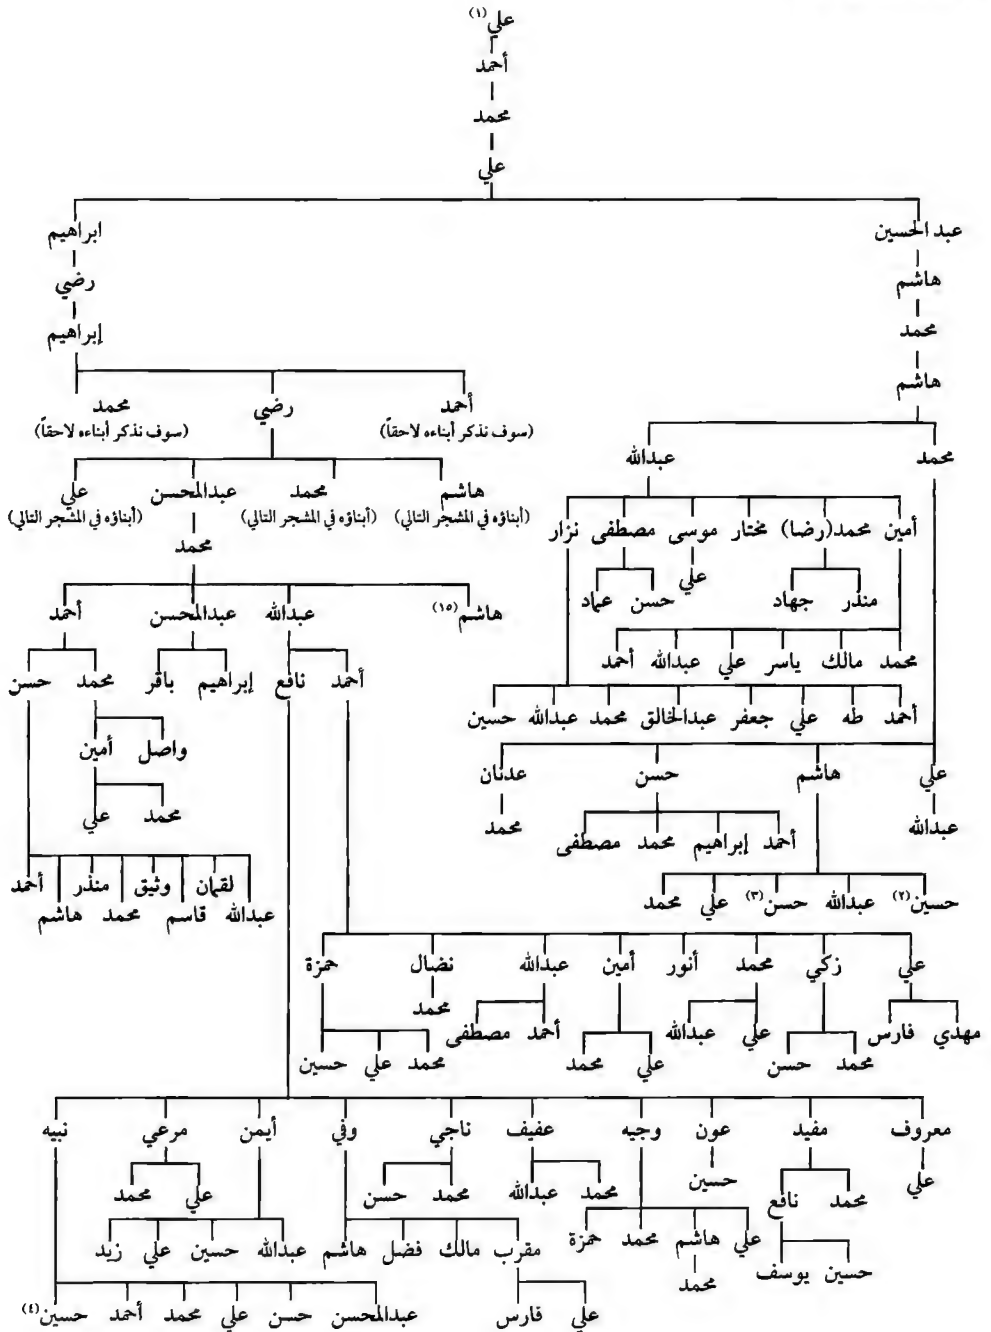 علي (١)
أحمد
محمد
علي
عبد الحسين ابراهيم
هاشم رضي
محمد إبراهيم
هاشم
أحمد رضي محمد
(سوف نذكر أبناءه لاحقاً) (سوف نذكر أبناءه لاحقاً)
محمد عبدالله
هاشم محمد عبدالمحسن علي
(أبناؤه في المشجر التالي) (أبناؤه في المشجر التالي) (أبناؤه في المشجر التالي)
أمين محمد (رضا) مختار موسى مصطفى نزار
محمد
منذر جهاد علي حسن عماد
هاشم (١٥) عبدالله عبدالمحسن أحمد
محمد مالك ياسر علي عبدالله أحمد
أحمد نافع إبراهيم باقر محمد حسن
أحمد طه علي جعفر عبدالخالق محمد عبدالله حسين
واصل أمين
علي هاشم حسن عدنان
محمد علي
عبدالله محمد
أحمد إبراهيم محمد مصطفى
عبدالله لقمان قاسم وثيق محمد منذر هاشم أحمد
حسين (٢) عبدالله حسن (٣) علي محمد
علي زكي محمد أنور أمين عبدالله نضال حمزة
محمد
مهدي فارس محمد حسن علي عبدالله علي محمد أحمد مصطفى محمد علي حسين
معروف مفيد عون وجيه عفيف ناجي وفي أيمن مرعي نبيه
علي محمد نافع حسين محمد عبدالله محمد حسن علي محمد
علي هاشم محمد حمزة مقرب مالك فضل هاشم عبدالله حسين علي زيد
حسين يوسف محمد
علي فارس عبدالمحسن حسن علي محمد أحمد حسين (٤)